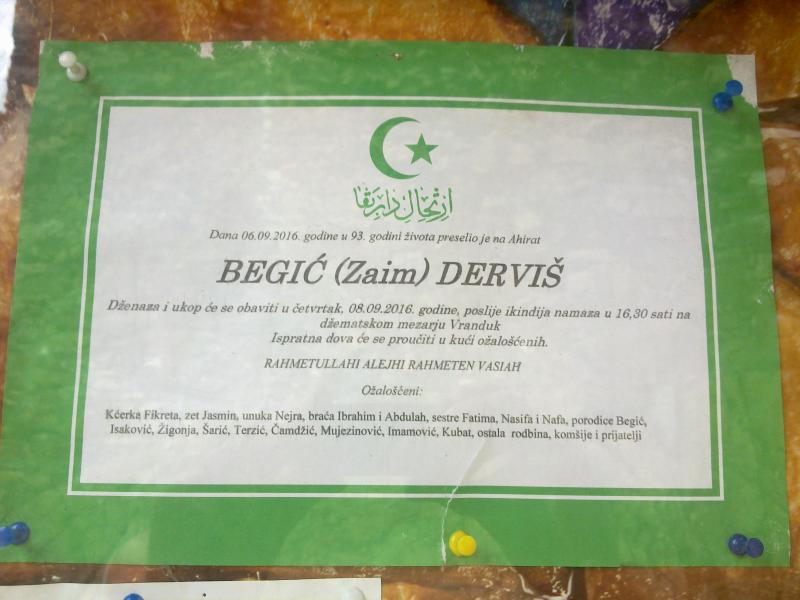 ارتحال دار بقا
Dana 06.09.2016. godine u 93. godini života preselio je na Ahirat
BEGIĆ (Zaim) DERVIŠ
Dženaza i ukop će se obaviti u četvrtak, 08.09.2016. godine, poslije ikindija namaza u 16,30 sati na
džematskom mezarju Vranduk
Ispratna dova će se proučiti u kući ožalošćenih.
RAHMETULLAHI ALEJHI RAHMETEN VASIAH
Ožalošćeni:
Kćerka Fikreta, zet Jasmin, unuka Nejra, braća Ibrahim i Abdulah, sestre Fatima, Nasifa i Nafa, porodice Begić,
Isaković, Žigonja, Šarić, Terzić, Čamdžić, Mujezinović, Imamović, Kubat, ostala rodbina, komšije i prijatelji